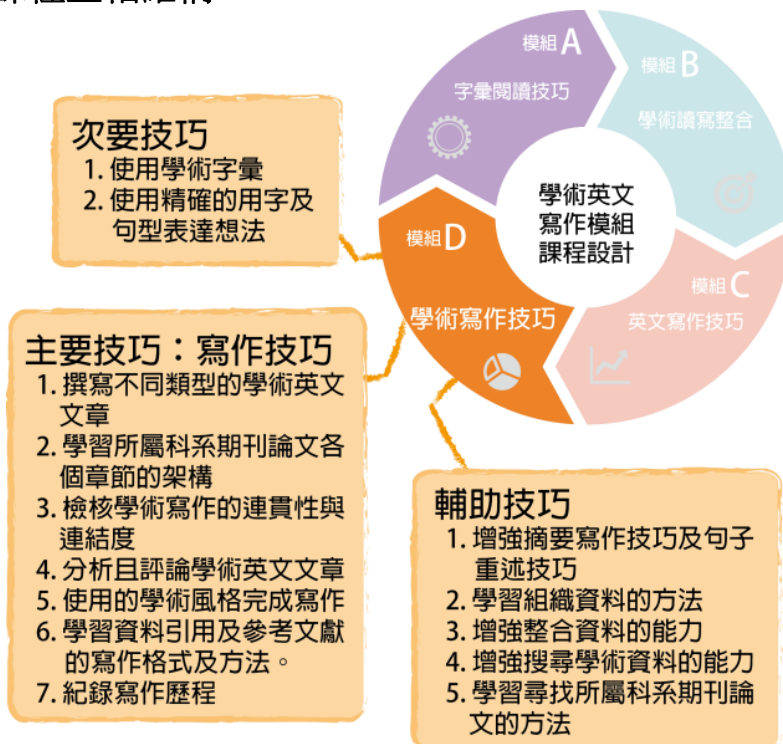 模組A
字彙閱讀技巧
模組B
學術讀寫整合
學術英文
寫作模組
課程設計
模組C
英文寫作技巧
模組D
學術寫作技巧
次要技巧
1. 使用學術字彙
2. 使用精確的用字及
句型表達想法
主要技巧：寫作技巧
1. 撰寫不同類型的學術英文
文章
2. 學習所屬科系期刊論文各
個章節的架構
3. 檢核學術寫作的連貫性與
連結度
4. 分析且評論學術英文文章
5. 使用的學術風格完成寫作
6. 學習資料引用及參考文獻
的寫作格式及方法。
7. 紀錄寫作歷程
輔助技巧
1. 增強摘要寫作技巧及句子
重述技巧
2. 學習組織資料的方法
3. 增強整合資料的能力
4. 增強搜尋學術資料的能力
5. 學習尋找所屬科系期刊論
文的方法